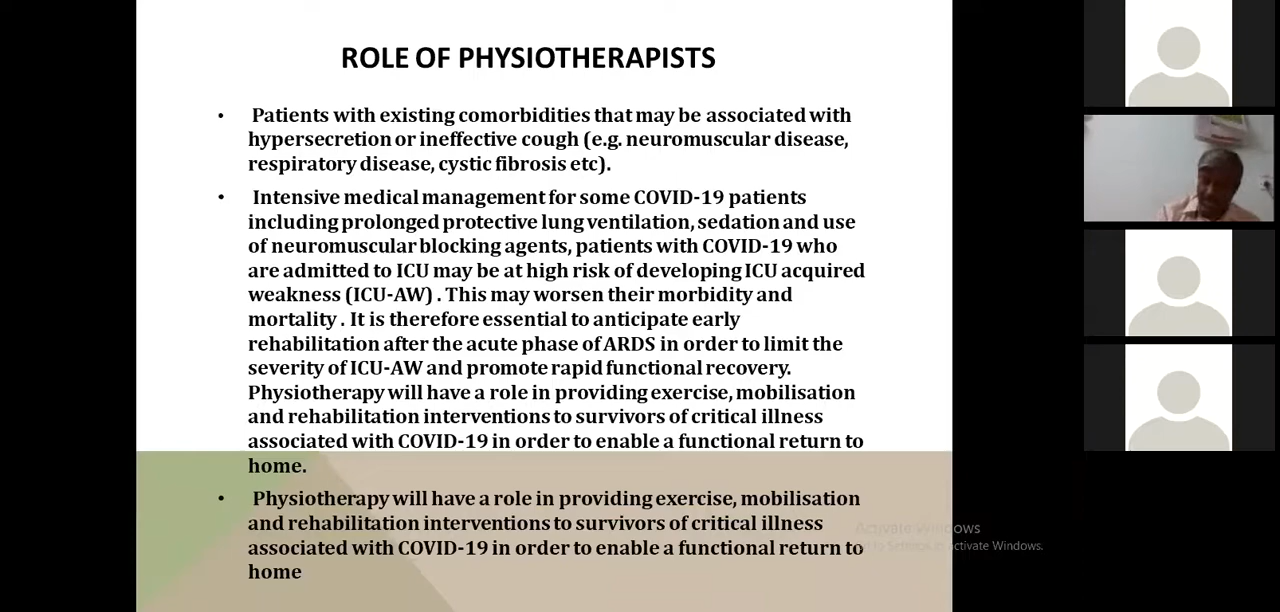 ROLE OF PHYSIOTHERAPISTS
• Patients with existing comorbidities that may be associated with
hypersecretion or ineffective cough (e.g. neuromuscular disease,
respiratory disease, cystic fibrosis etc).
• Intensive medical management for some COVID-19 patients
including prolonged protective lung ventilation, sedation and use
of neuromuscular blocking agents, patients with COVID-19 who
are admitted to ICU may be at high risk of developing ICU acquired
weakness (ICU-AW) . This may worsen their morbidity and
mortality . It is therefore essential to anticipate early
rehabilitation after the acute phase of ARDS in order to limit the
severity of ICU-AW and promote rapid functional recovery.
Physiotherapy will have a role in providing exercise, mobilisation
and rehabilitation interventions to survivors of critical illness
associated with COVID-19 in order to enable a functional return to
home.
• Physiotherapy will have a role in providing exercise, mobilisation
and rehabilitation interventions to survivors of critical illness
associated with COVID-19 in order to enable a functional return to
home
Activate Windows
to Settings to activate Windows.